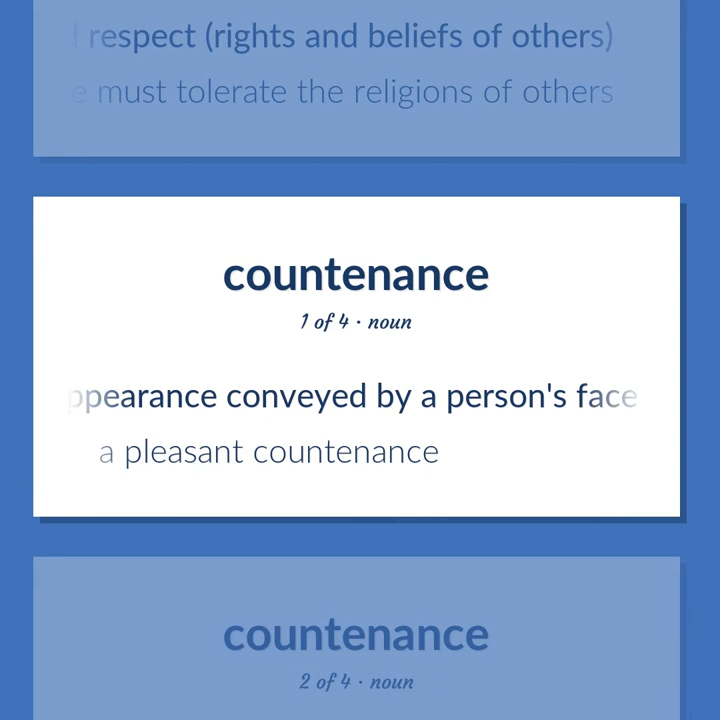 respect (rights and beliefs of others)
must tolerate the religions of others
countenance
1 of 4 · noun
ppearance conveyed by a person's face
a pleasant countenance
countenance
2 of 4 · noun